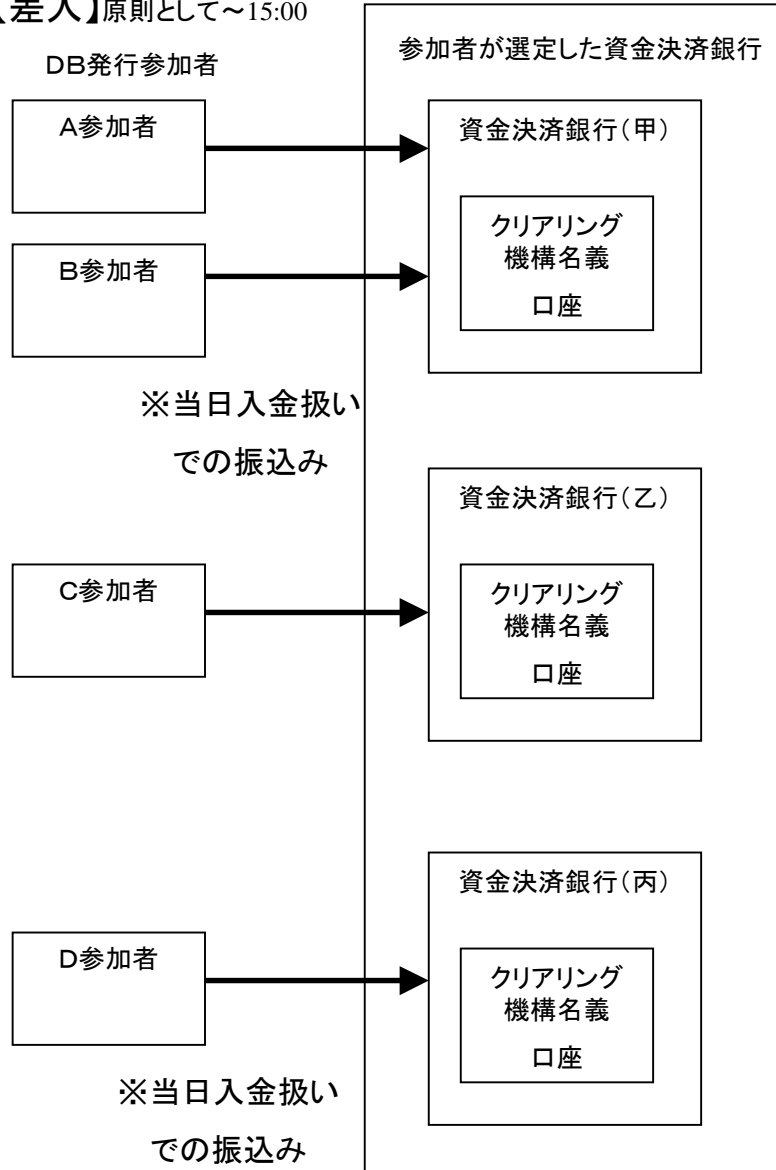 【差入】原則として～15:00
DB発行参加者
参加者が選定した資金決済銀行
A参加者
資金決済銀行（甲）
クリアリング
機構名義
口座
B参加者
※当日入金扱い
での振込み
資金決済銀行（乙）
C参加者
クリアリング
機構名義
口座
資金決済銀行（丙）
D参加者
クリアリング
機構名義
口座
※当日入金扱い
での振込み